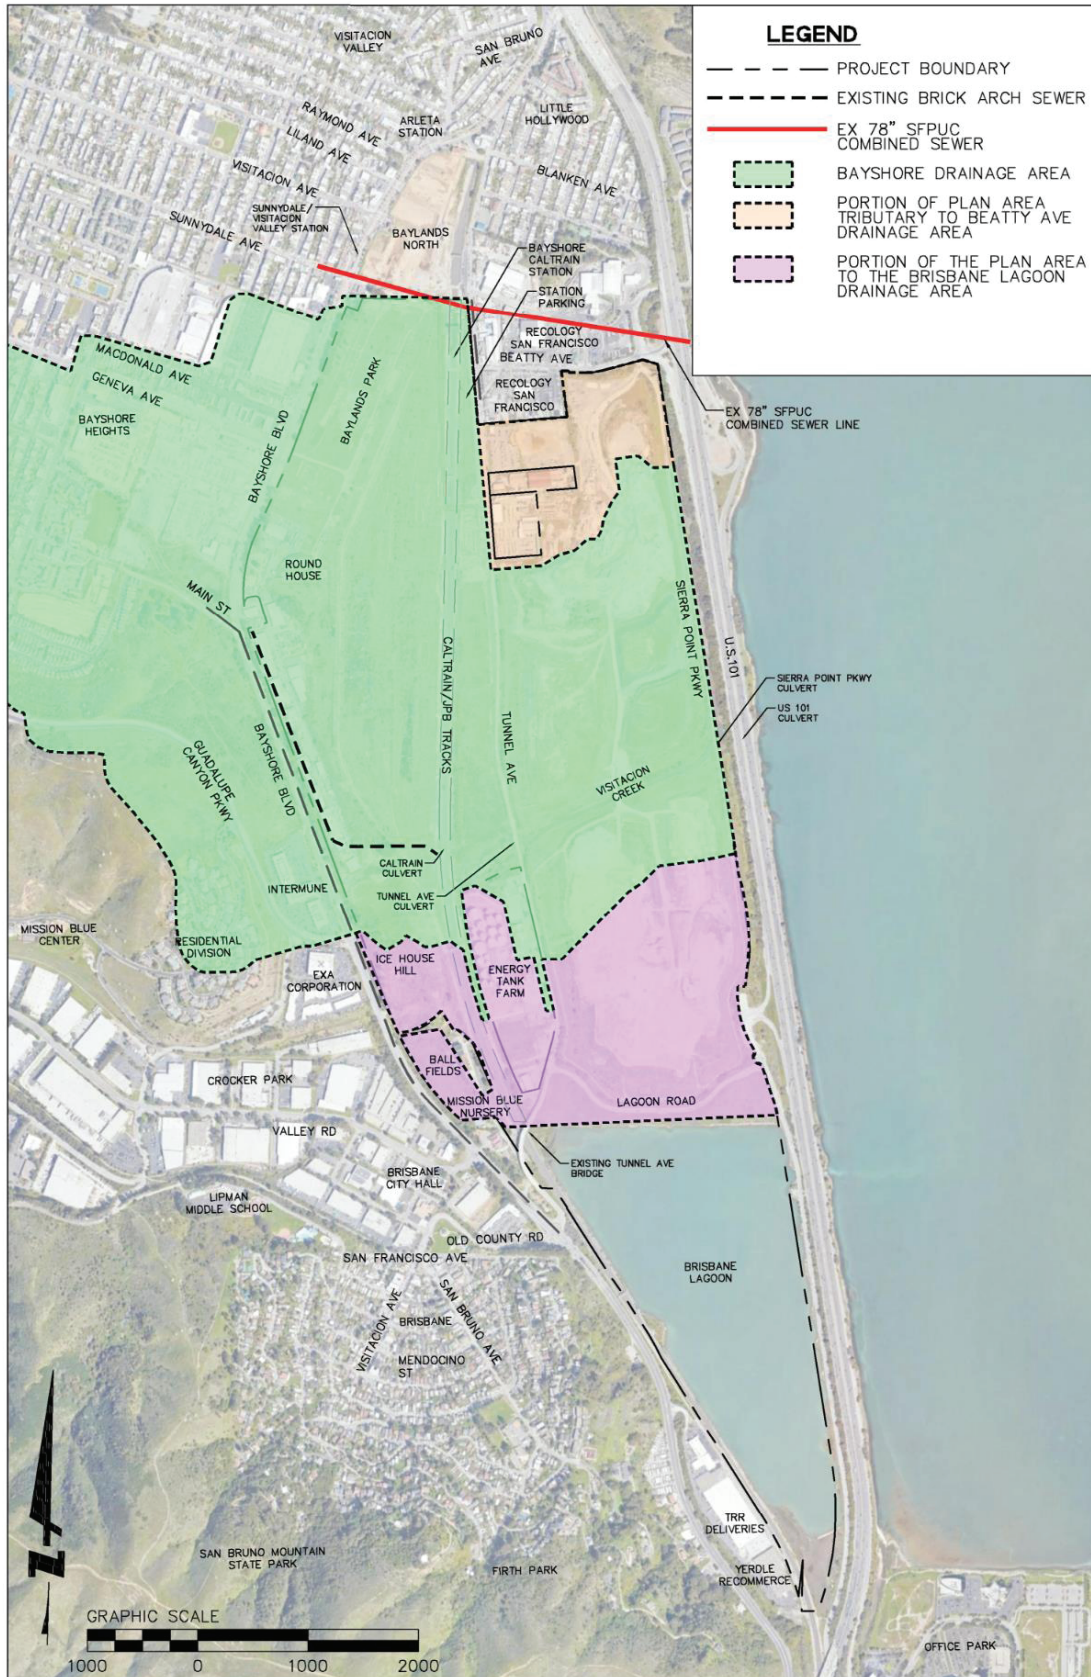 LEGEND
PROJECT BOUNDARY
EXISTING BRICK ARCH SEWER
EX 78" SFPUC
COMBINED SEWER
BAYSHORE DRAINAGE AREA
PORTION OF PLAN AREA
TRIBUTARY TO BEATTY AVE
DRAINAGE AREA
PORTION OF THE PLAN AREA
TO THE BRISBANE LAGOON
DRAINAGE AREA
VISITACION
VALLEY
SAN BRUNO
AVE
RAYMOND AVE
LILAND AVE
ARLETA
STATION
LITTLE
HOLLYWOOD
VISITACION AVE
BLANKEN AVE
SUNNYDALE/
VISITACION
VALLEY STATION
SUNNYDALE AVE
BAYLANDS
NORTH
BAYSHORE
CALTRAIN
STATION
STATION
PARKING
RECOLOGY
SAN FRANCISCO
BEATTY AVE
RECOLOGY
SAN
FRANCISCO
MACDONALD AVE
GENEVA AVE
BAYSHORE
HEIGHTS
BAYSHORE BLVD
BAYLANDS PARK
EX 78" SFPUC
COMBINED SEWER LINE
ROUND
HOUSE
MAIN ST
SIERRA POINT PKWY
U.S.101
CALTRAIN/JPB TRACKS
SIERRA POINT PKWY
CULVERT
US 101
CULVERT
TUNNEL AVE
GUADALUPE
CANYON PKWY
BAYSHORE BLVD
VISITACION
CREEK
CALTRAIN
CULVERT
TUNNEL AVE
CULVERT
INTERMUNE
MISSION BLUE
CENTER
RESIDENTIAL
DIVISION
EXA
CORPORATION
ICE HOUSE
HILL
ENERGY
TANK
FARM
BALL
FIELDS
CROCKER PARK
MISSION BLUE
NURSERY
LAGOON ROAD
VALLEY RD
EXISTING TUNNEL AVE
BRIDGE
BRISBANE
CITY HALL
LIPMAN
MIDDLE SCHOOL
OLD COUNTY RD
SAN FRANCISCO AVE
BRISBANE
LAGOON
VISITACION AVE
SAN BRUNO AVE
BRISBANE
MENDOCINO
ST
TRR
DELIVERIES
SAN BRUNO MOUNTAIN
STATE PARK
FIRTH PARK
YERDLE
RECOMMERCE
GRAPHIC SCALE
1000 0 1000 2000
OFFICE PARK